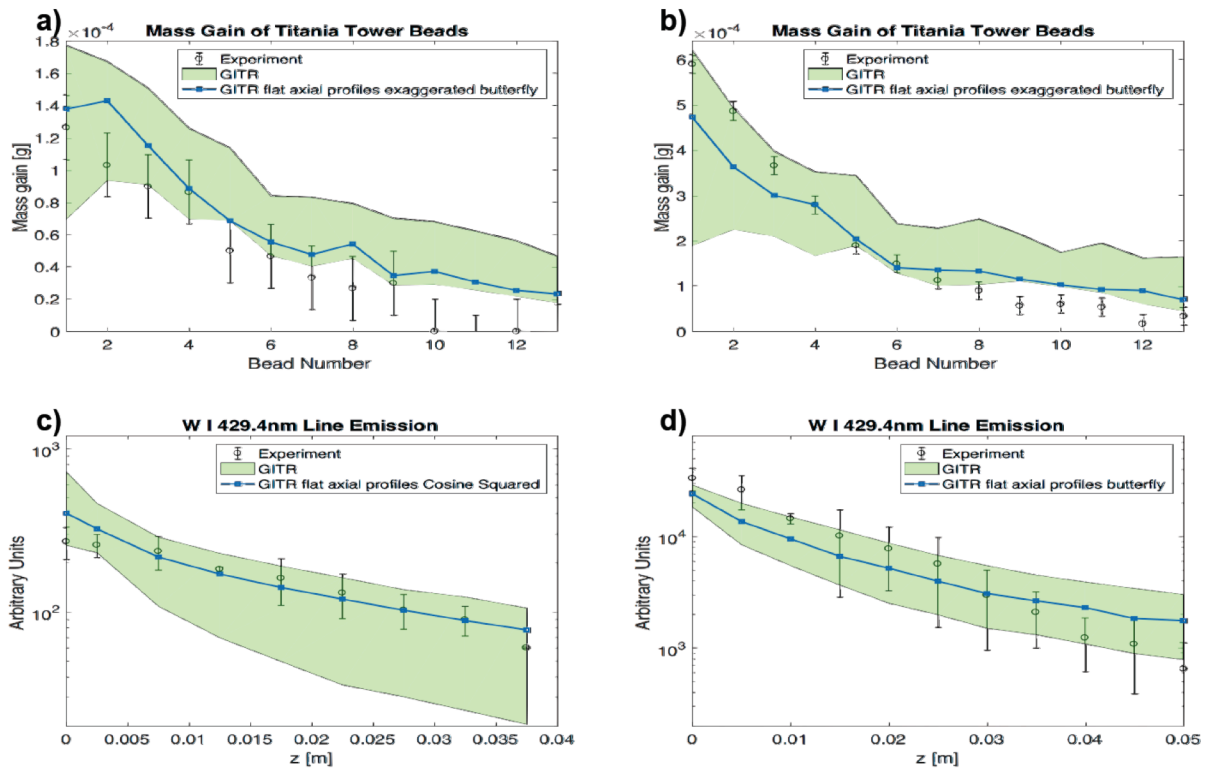 a)
×10⁻⁴
Mass Gain of Titania Tower Beads
Experiment
GITR
GITR flat axial profiles exaggerated butterfly
Mass gain [g]
1.8
1.6
1.4
1.2
1
0.8
0.6
0.4
0.2
0
2
4
6
8
10
12
Bead Number
b)
×10⁻⁴
Mass Gain of Titania Tower Beads
Experiment
GITR
GITR flat axial profiles exaggerated butterfly
Mass gain [g]
6
5
4
3
2
1
0
2
4
6
8
10
12
Bead Number
c)
W I 429.4nm Line Emission
Experiment
GITR
GITR flat axial profiles Cosine Squared
Arbitrary Units
10³
10²
0
0.005
0.01
0.015
0.02
0.025
0.03
0.035
0.04
z [m]
d)
W I 429.4nm Line Emission
Experiment
GITR
GITR flat axial profiles butterfly
Arbitrary Units
10⁴
10³
0
0.01
0.02
0.03
0.04
0.05
z [m]